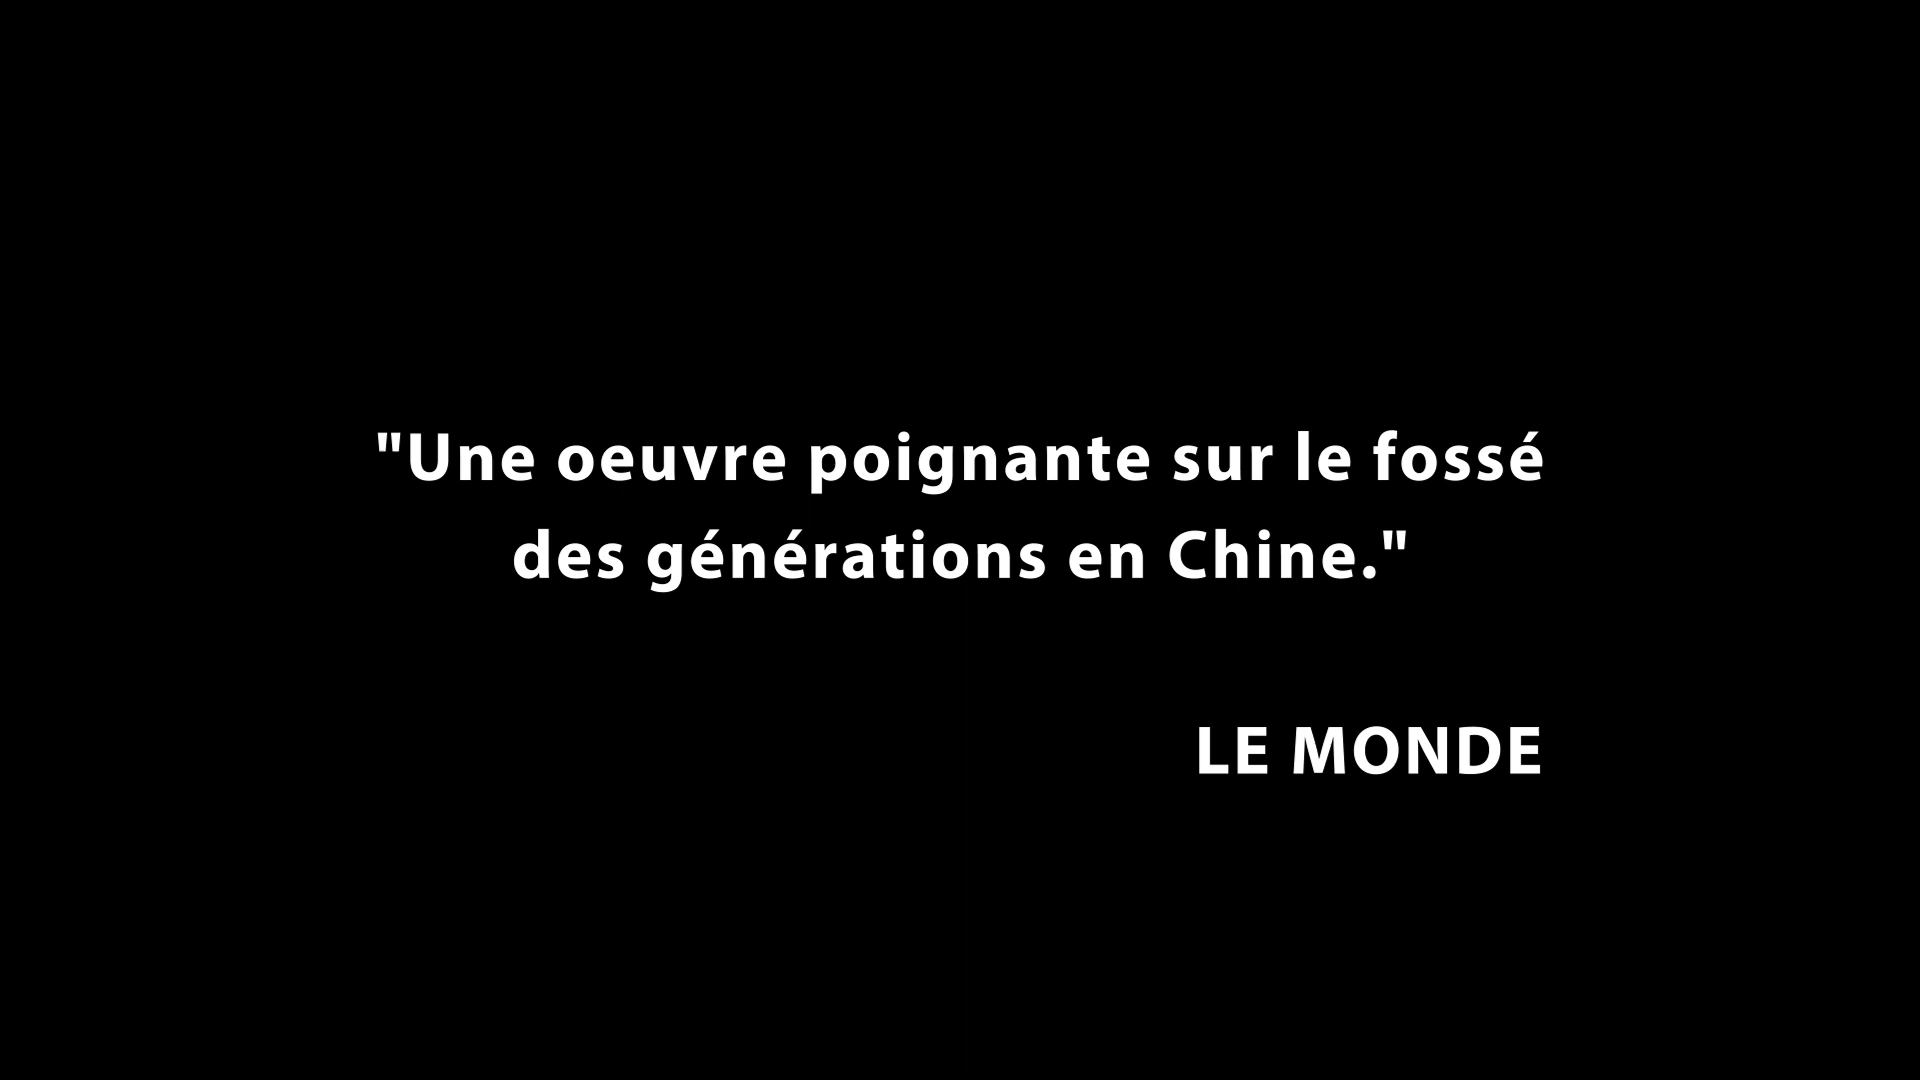 "Une oeuvre poignante sur le fossé
des générations en Chine."
LE MONDE